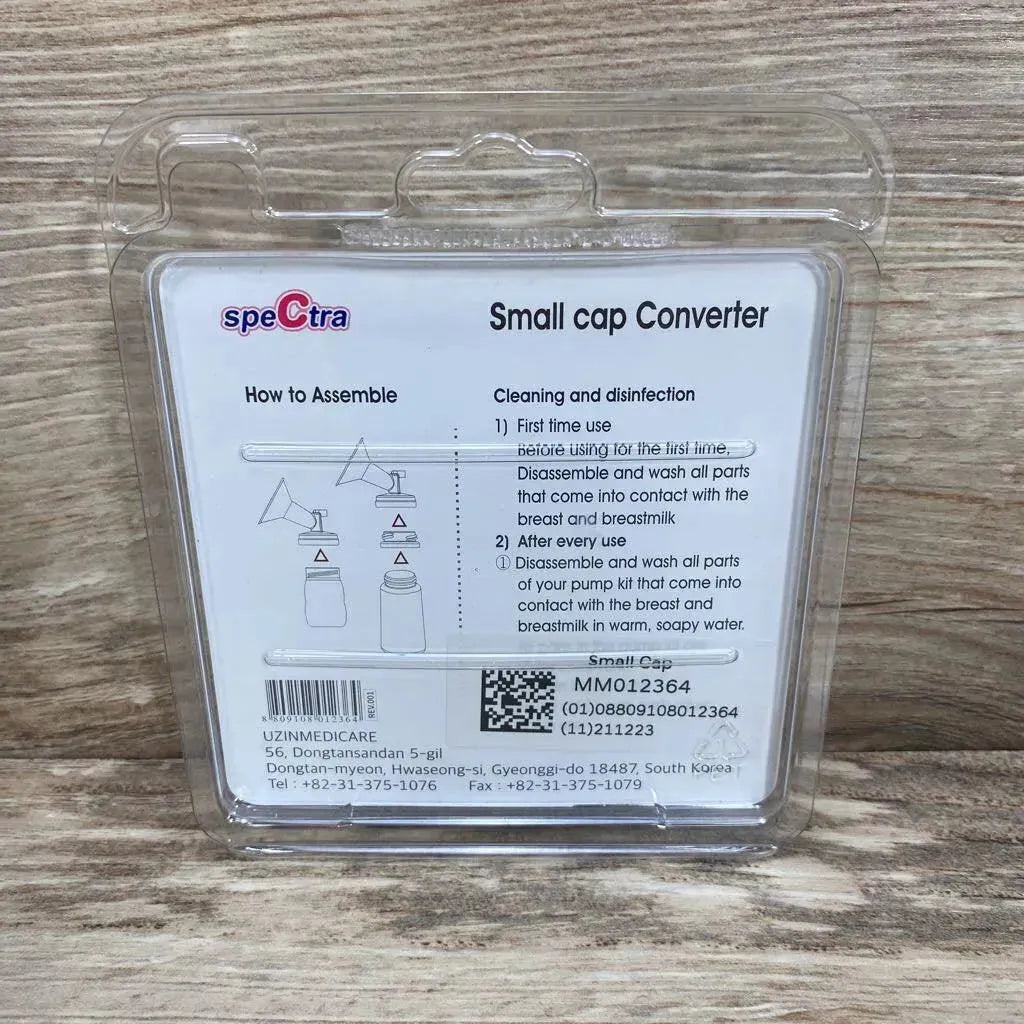 speCtra
Small cap Converter
How to Assemble
Cleaning and disinfection
1) First time use
Before using for the first time,
Disassemble and wash all parts
that come into contact with the
breast and breastmilk
2) After every use
① Disassemble and wash all parts
of your pump kit that come into
contact with the breast and
breastmilk in warm, soapy water.
Small Cap
MM012364
(01)08809108012364
(11)211223
8 809108 012364
REV.001
UZINMEDICARE
56, Dongtansandan 5-gil
Dongtan-myeon, Hwaseong-si, Gyeonggi-do 18487, South Korea
Tel : +82-31-375-1076 Fax : +82-31-375-1079